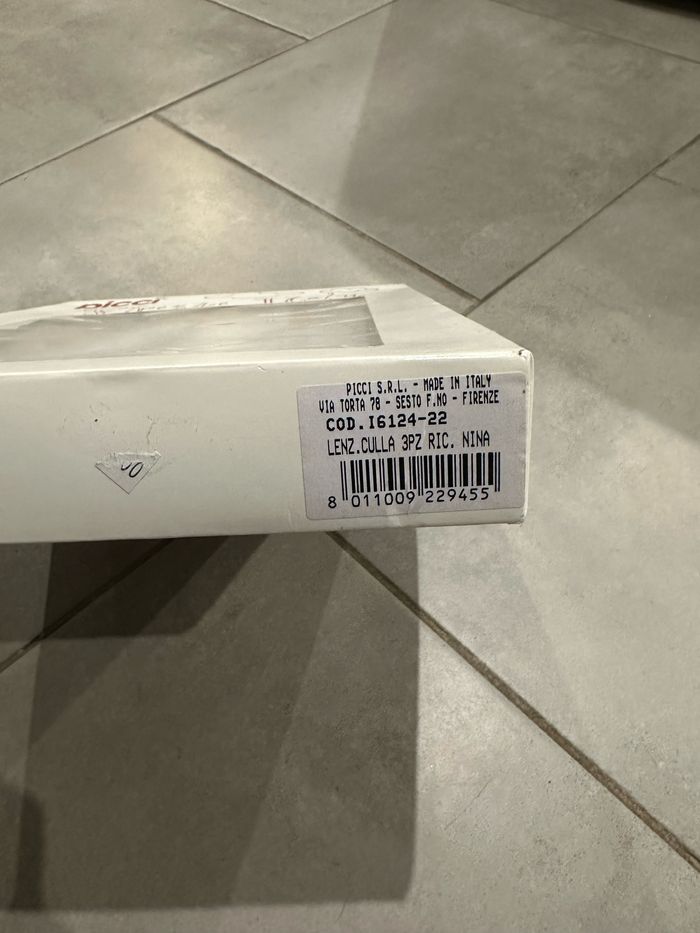 picci
PICCI S.R.L. - MADE IN ITALY
VIA TORTA 78 - SESTO F.NO - FIRENZE
COD.I6124-22
LENZ.CULLA 3PZ RIC. NINA
8 011009 229455